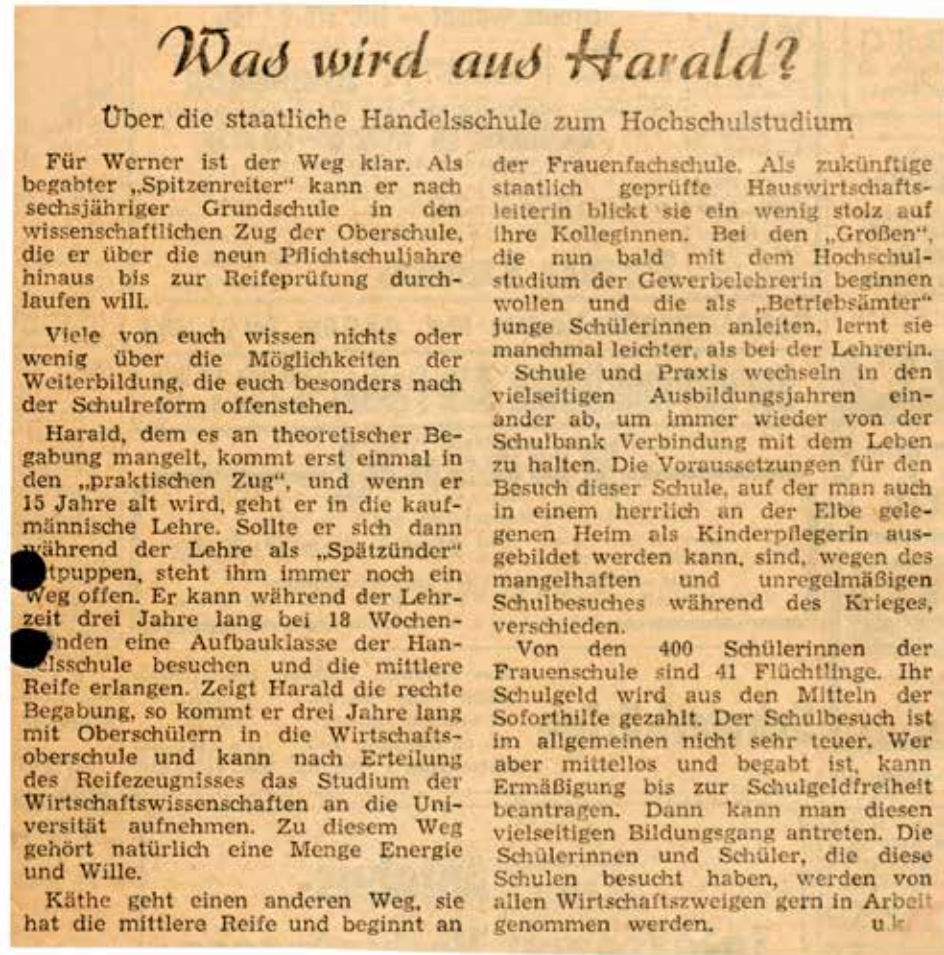 Was wird aus Harald?
Über die staatliche Handelsschule zum Hochschulstudium
Für Werner ist der Weg klar. Als
begabter „Spitzenreiter“ kann er nach
sechsjähriger Grundschule in den
wissenschaftlichen Zug der Oberschule,
die er über die neun Pflichtschuljahre
hinaus bis zur Reifeprüfung durch-
laufen will.
Viele von euch wissen nichts oder
wenig über die Möglichkeiten der
Weiterbildung, die euch besonders nach
der Schulreform offenstehen.
Harald, dem es an theoretischer Be-
gabung mangelt, kommt erst einmal in
den „praktischen Zug“, und wenn er
15 Jahre alt wird, geht er in die kauf-
männische Lehre. Sollte er sich dann
während der Lehre als „Spätzünder“
tpuppen, steht ihm immer noch ein
Weg offen. Er kann während der Lehr-
zeit drei Jahre lang bei 18 Wochen-
nden eine Aufbauklasse der Han-
elsschule besuchen und die mittlere
Reife erlangen. Zeigt Harald die rechte
Begabung, so kommt er drei Jahre lang
mit Oberschülern in die Wirtschafts-
oberschule und kann nach Erteilung
des Reifezeugnisses das Studium der
Wirtschaftswissenschaften an die Uni-
versität aufnehmen. Zu diesem Weg
gehört natürlich eine Menge Energie
und Wille.
Käthe geht einen anderen Weg, sie
hat die mittlere Reife und beginnt an
der Frauenfachschule. Als zukünftige
staatlich geprüfte Hauswirtschafts-
leiterin blickt sie ein wenig stolz auf
ihre Kolleginnen. Bei den „Großen“,
die nun bald mit dem Hochschul-
studium der Gewerbelehrerin beginnen
wollen und die als „Betriebsämter“
junge Schülerinnen anleiten, lernt sie
manchmal leichter, als bei der Lehrerin.
Schule und Praxis wechseln in den
vielseitigen Ausbildungsjahren ein-
ander ab, um immer wieder von der
Schulbank Verbindung mit dem Leben
zu halten. Die Voraussetzungen für den
Besuch dieser Schule, auf der man auch
in einem herrlich an der Elbe gele-
genen Heim als Kinderpflegerin aus-
gebildet werden kann, sind, wegen des
mangelhaften und unregelmäßigen
Schulbesuches während des Krieges,
verschieden.
Von den 400 Schülerinnen der
Frauenschule sind 41 Flüchtlinge. Ihr
Schulgeld wird aus den Mitteln der
Soforthilfe gezahlt. Der Schulbesuch ist
im allgemeinen nicht sehr teuer. Wer
aber mittellos und begabt ist, kann
Ermäßigung bis zur Schulgeldfreiheit
beantragen. Dann kann man diesen
vielseitigen Bildungsgang antreten. Die
Schülerinnen und Schüler, die diese
Schulen besucht haben, werden von
allen Wirtschaftszweigen gern in Arbeit
genommen werden. u.k.